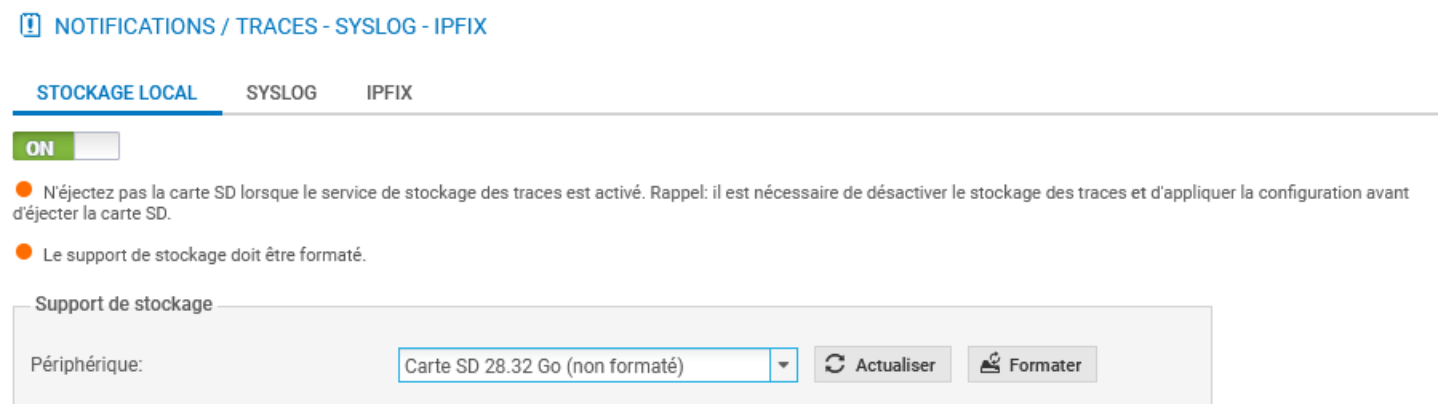 NOTIFICATIONS / TRACES - SYSLOG - IPFIX
STOCKAGE LOCAL SYSLOG IPFIX
ON
N'éjectez pas la carte SD lorsque le service de stockage des traces est activé. Rappel: il est nécessaire de désactiver le stockage des traces et d'appliquer la configuration avant
d'éjecter la carte SD.
Le support de stockage doit être formaté.
Support de stockage
Périphérique: Carte SD 28.32 Go (non formaté) Actualiser Formater